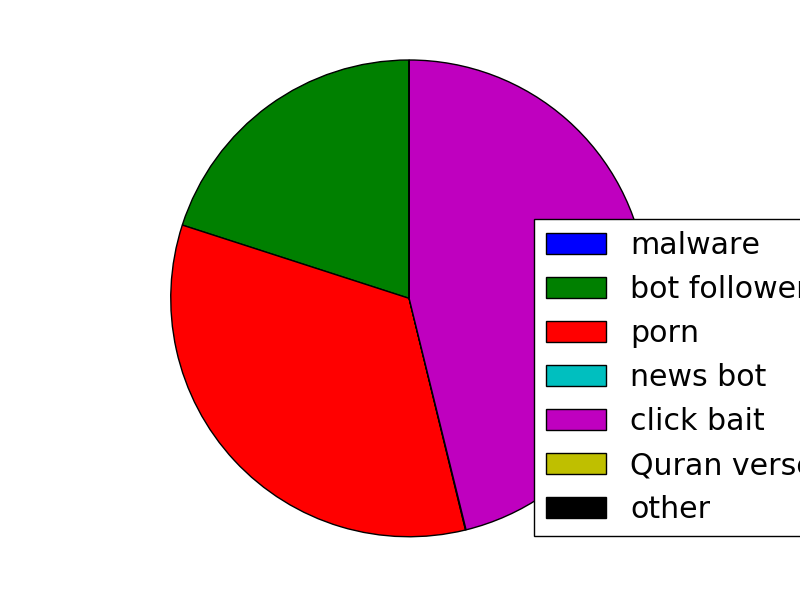 malware
bot follower
porn
news bot
click bait
Quran verse
other